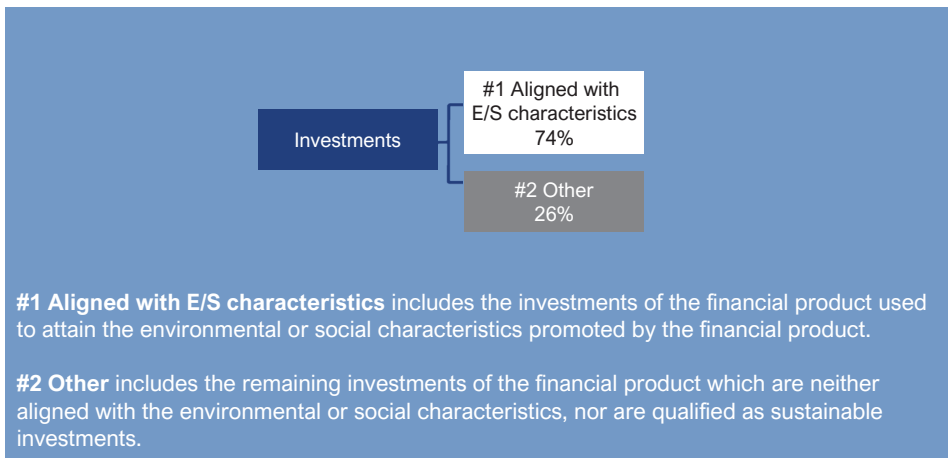 Investments
#1 Aligned with
E/S characteristics
74%
#2 Other
26%
#1 Aligned with E/S characteristics includes the investments of the financial product used
to attain the environmental or social characteristics promoted by the financial product.
#2 Other includes the remaining investments of the financial product which are neither
aligned with the environmental or social characteristics, nor are qualified as sustainable
investments.